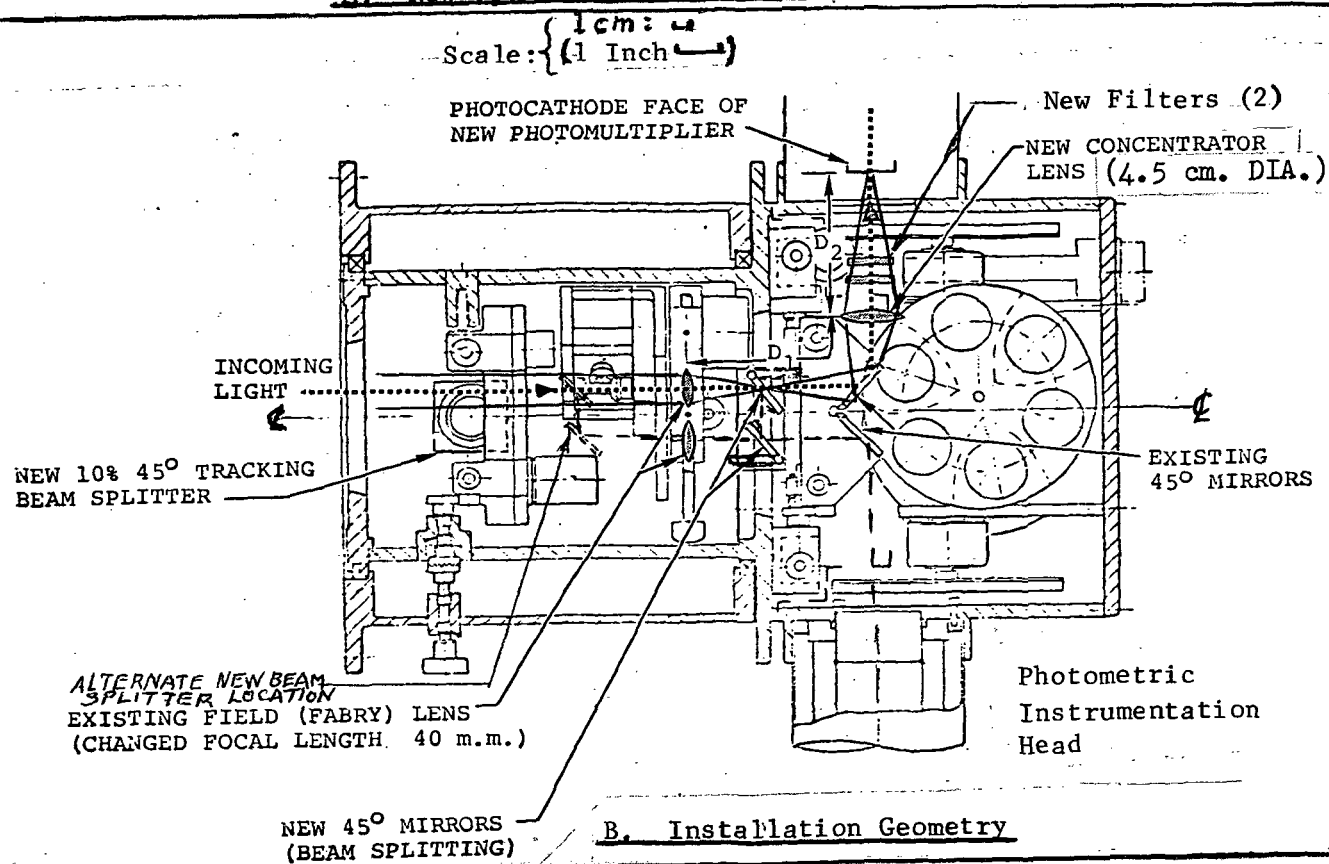 1cm:
Scale: (1 Inch )
PHOTOCATHODE FACE OF
NEW PHOTOMULTIPLIER
New Filters (2)
NEW CONCENTRATOR
LENS (4.5 cm. DIA.)
D2
D
INCOMING
LIGHT
NEW 10% 45° TRACKING
BEAM SPLITTER
EXISTING
45° MIRRORS
ALTERNATE NEW BEAM
SPLITTER LOCATION
EXISTING FIELD (FABRY) LENS
(CHANGED FOCAL LENGTH 40 m.m.)
Photometric
Instrumentation
Head
NEW 45° MIRRORS
(BEAM SPLITTING)
B. Installation Geometry